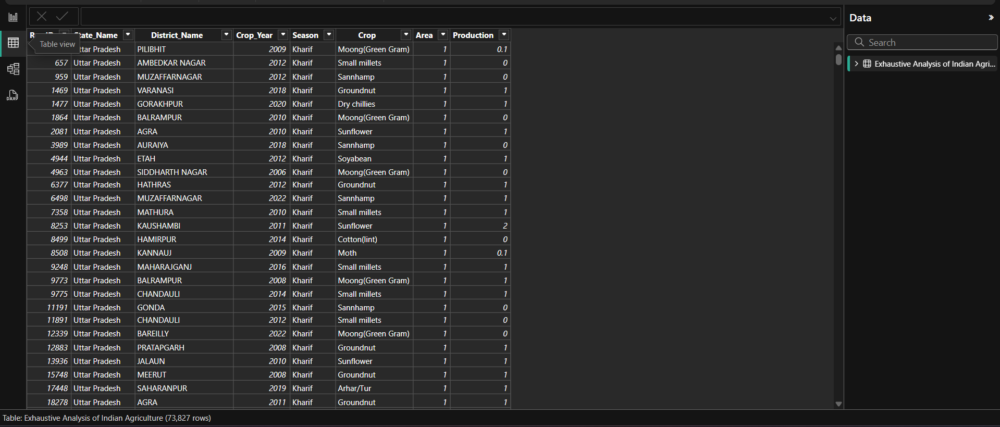 Data
Search
Exhaustive Analysis of Indian Agri...
State_Name District_Name Crop_Year Season Crop Area Production
Table view
DAX
Uttar Pradesh PILIBHIT 2009 Kharif Moong(Green Gram) 1 0.1
657 Uttar Pradesh AMBEDKAR NAGAR 2012 Kharif Small millets 1 0
959 Uttar Pradesh MUZAFFARNAGAR 2012 Kharif Sannhamp 1 0
1469 Uttar Pradesh VARANASI 2018 Kharif Groundnut 1 1
1477 Uttar Pradesh GORAKHPUR 2020 Kharif Dry chillies 1 1
1864 Uttar Pradesh BALRAMPUR 2010 Kharif Moong(Green Gram) 1 0
2081 Uttar Pradesh AGRA 2010 Kharif Sunflower 1 1
3989 Uttar Pradesh AURAIYA 2018 Kharif Sannhamp 1 0
4944 Uttar Pradesh ETAH 2012 Kharif Soyabean 1 1
4963 Uttar Pradesh SIDDHARTH NAGAR 2006 Kharif Moong(Green Gram) 1 0
6377 Uttar Pradesh HATHRAS 2012 Kharif Groundnut 1 1
6498 Uttar Pradesh MUZAFFARNAGAR 2022 Kharif Sannhamp 1 1
7358 Uttar Pradesh MATHURA 2010 Kharif Small millets 1 1
8253 Uttar Pradesh KAUSHAMBI 2011 Kharif Sunflower 1 2
8499 Uttar Pradesh HAMIRPUR 2014 Kharif Cotton(lint) 1 0
8508 Uttar Pradesh KANNAUJ 2009 Kharif Moth 1 0.1
9248 Uttar Pradesh MAHARAJGANJ 2016 Kharif Small millets 1 1
9773 Uttar Pradesh BALRAMPUR 2008 Kharif Moong(Green Gram) 1 1
9775 Uttar Pradesh CHANDAULI 2014 Kharif Small millets 1 1
11191 Uttar Pradesh GONDA 2015 Kharif Sannhamp 1 0
11891 Uttar Pradesh CHANDAULI 2012 Kharif Small millets 1 0
12339 Uttar Pradesh BAREILLY 2022 Kharif Moong(Green Gram) 1 0
12883 Uttar Pradesh PRATAPGARH 2008 Kharif Groundnut 1 1
13936 Uttar Pradesh JALAUN 2010 Kharif Sunflower 1 1
15748 Uttar Pradesh MEERUT 2008 Kharif Groundnut 1 1
17448 Uttar Pradesh SAHARANPUR 2019 Kharif Arhar/Tur 1 1
18278 Uttar Pradesh AGRA 2011 Kharif Groundnut 1 1
Table: Exhaustive Analysis of Indian Agriculture (73,827 rows)